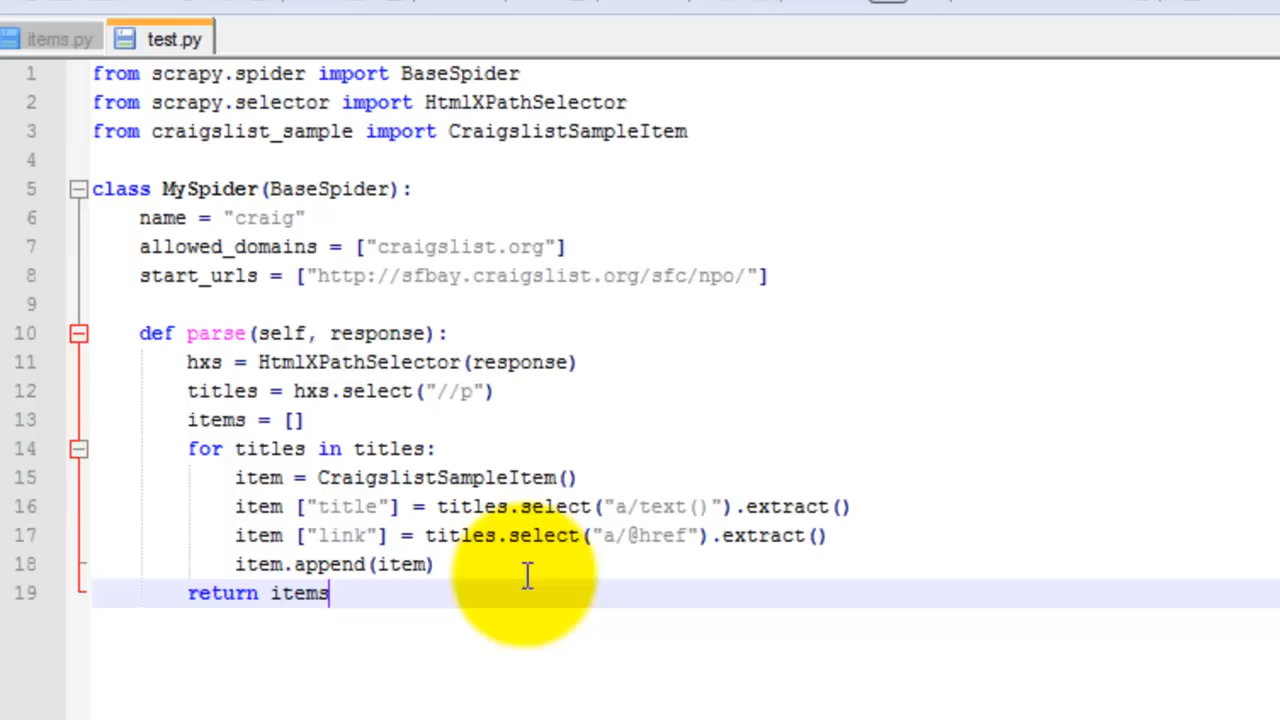 items.py test.py
1 from scrapy.spider import BaseSpider
2 from scrapy.selector import HtmlXPathSelector
3 from craigslist_sample import CraigslistSampleItem
4
5 class MySpider(BaseSpider):
6 name = "craig"
7 allowed_domains = ["craigslist.org"]
8 start_urls = ["http://sfbay.craigslist.org/sfc/npo/"]
9
10 def parse(self, response):
11 hxs = HtmlXPathSelector(response)
12 titles = hxs.select("//p")
13 items = []
14 for titles in titles:
15 item = CraigslistSampleItem()
16 item ["title"] = titles.select("a/text()").extract()
17 item ["link"] = titles.select("a/@href").extract()
18 item.append(item)
19 return items